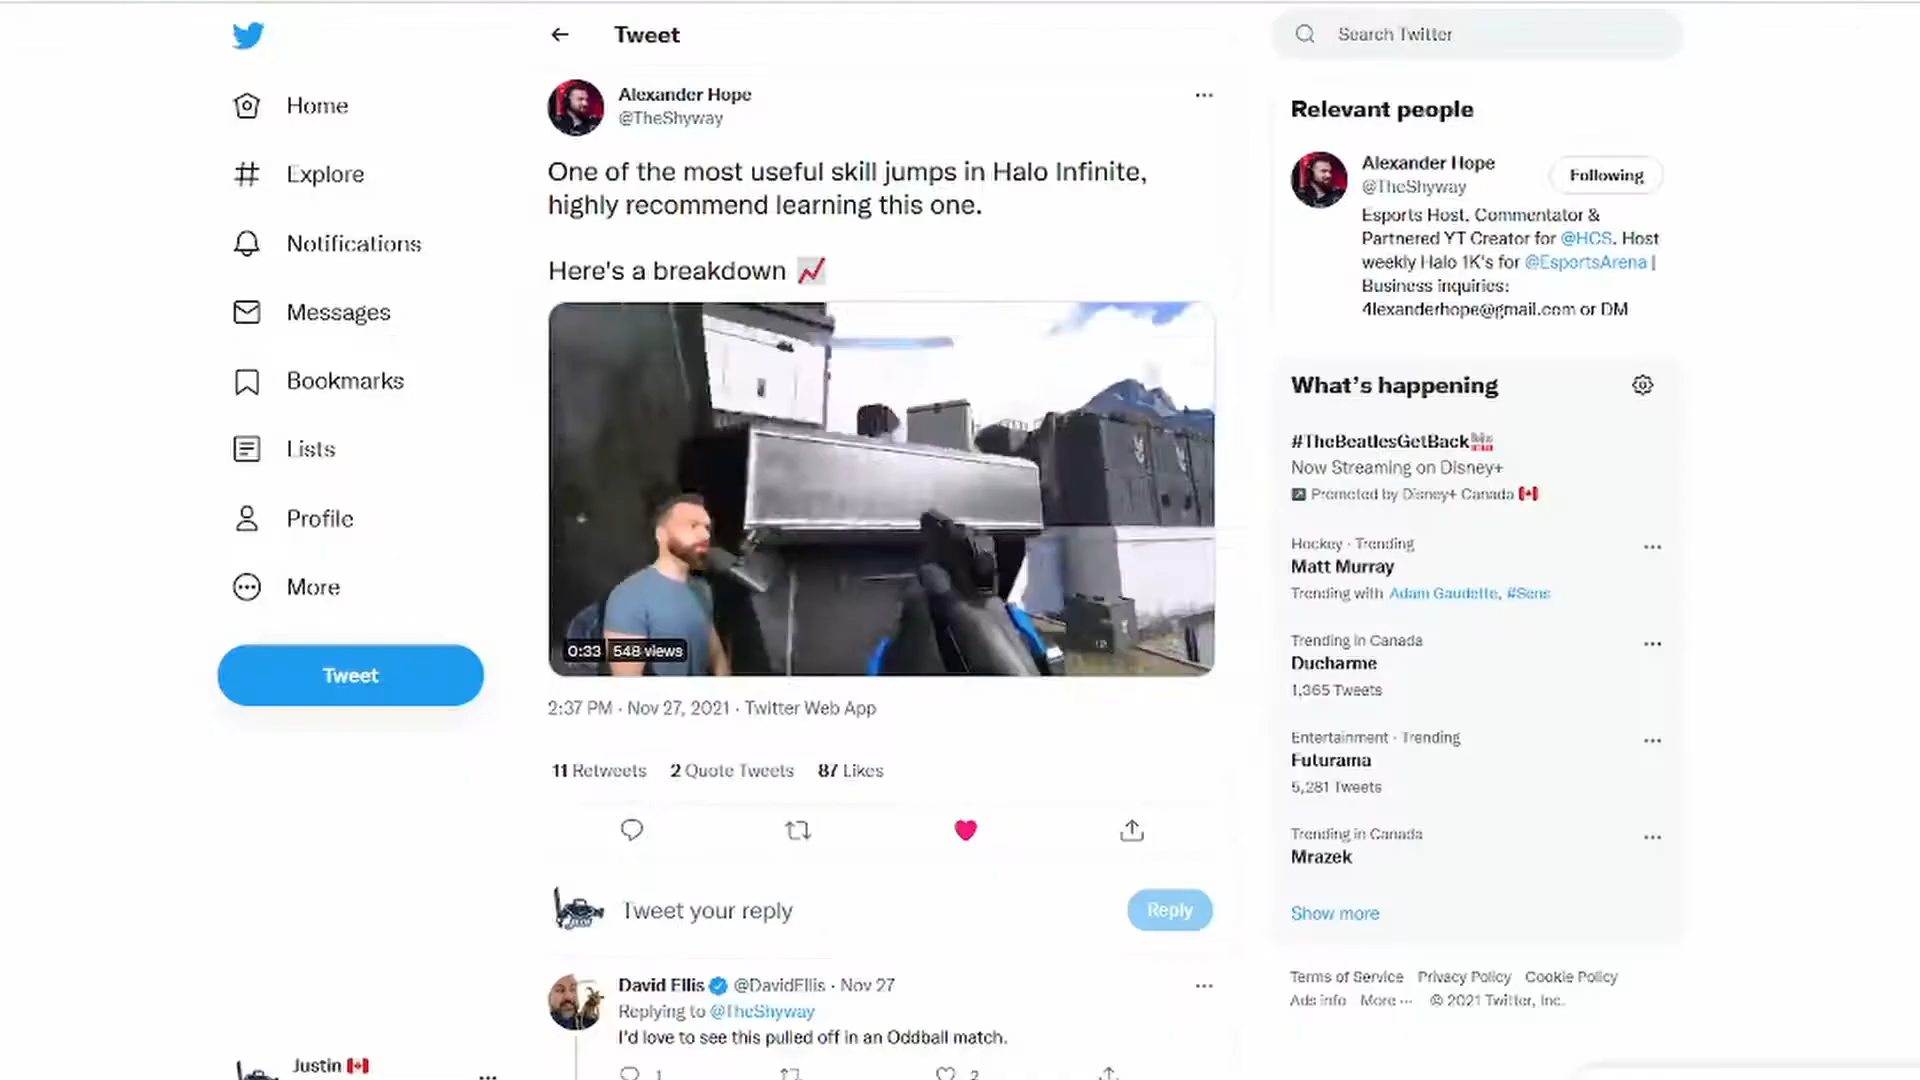 Home
Explore
Notifications
Messages
Bookmarks
Lists
Profile
More
Tweet
Justin
Tweet
Alexander Hope
@TheShyway
One of the most useful skill jumps in Halo Infinite,
highly recommend learning this one.
Here's a breakdown
0:33 548 views
2:37 PM · Nov 27, 2021 · Twitter Web App
11 Retweets 2 Quote Tweets 87 Likes
Tweet your reply
Reply
David Ellis @DavidEllis · Nov 27
Replying to @TheShyway
I'd love to see this pulled off in an Oddball match.
1 2
Search Twitter
Relevant people
Alexander Hope
@TheShyway
Following
Esports Host, Commentator &
Partnered YT Creator for @HCS. Host
weekly Halo 1K's for @EsportsArena |
Business inquiries:
4lexanderhope@gmail.com or DM
What's happening
#TheBeatlesGetBack
Now Streaming on Disney+
Promoted by Disney+ Canada
Hockey · Trending
Matt Murray
Trending with Adam Gaudette, #Sens
Trending in Canada
Ducharme
1,365 Tweets
Entertainment · Trending
Futurama
5,281 Tweets
Trending in Canada
Mrazek
Show more
Terms of Service Privacy Policy Cookie Policy
Ads info More ··· © 2021 Twitter, Inc.